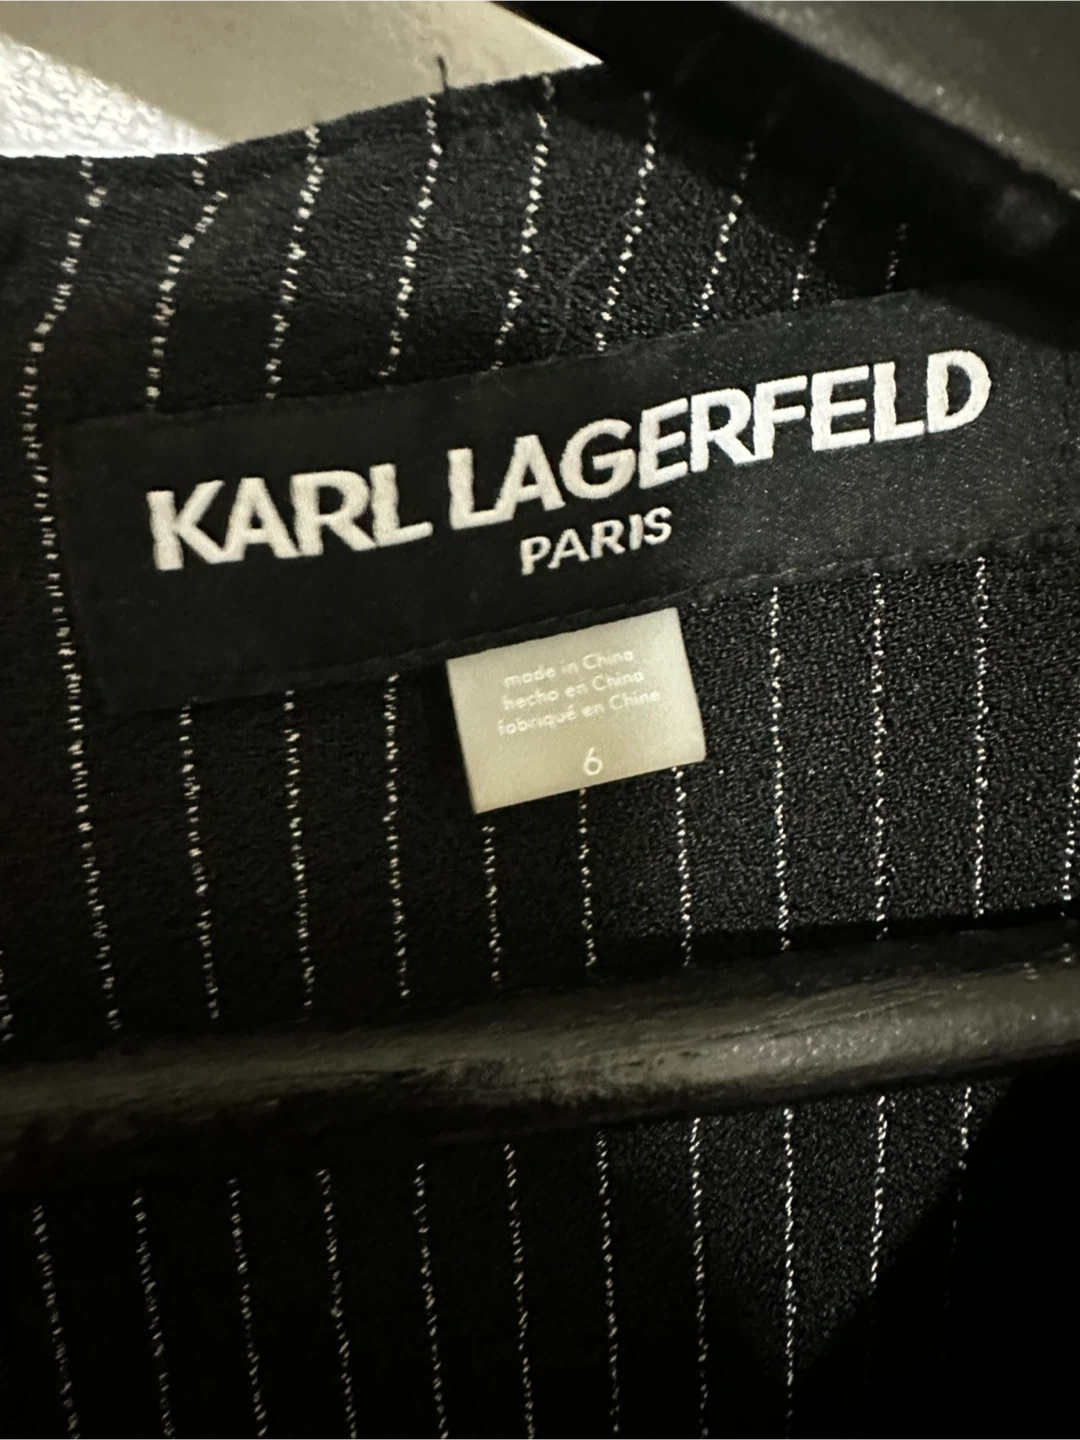 KARL LAGERFELD
PARIS
made in China
hecho en China
fabriqué en Chine
6